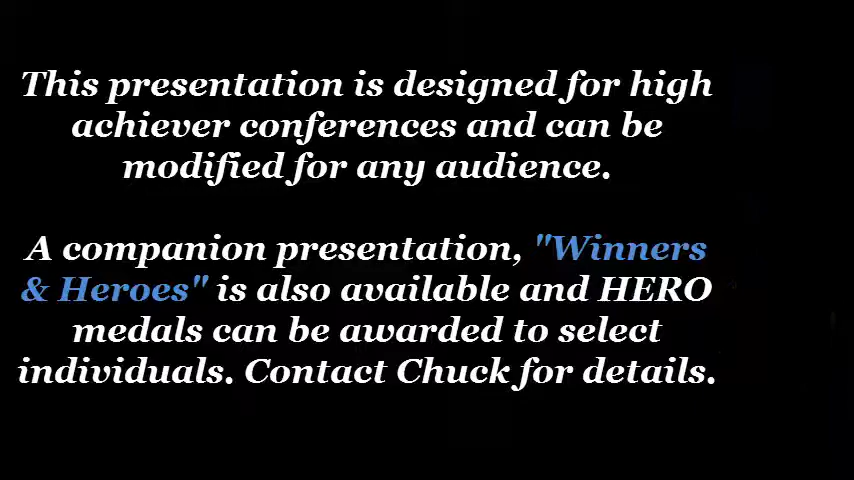 This presentation is designed for high
achiever conferences and can be
modified for any audience.
A companion presentation, "Winners
& Heroes" is also available and HERO
medals can be awarded to select
individuals. Contact Chuck for details.